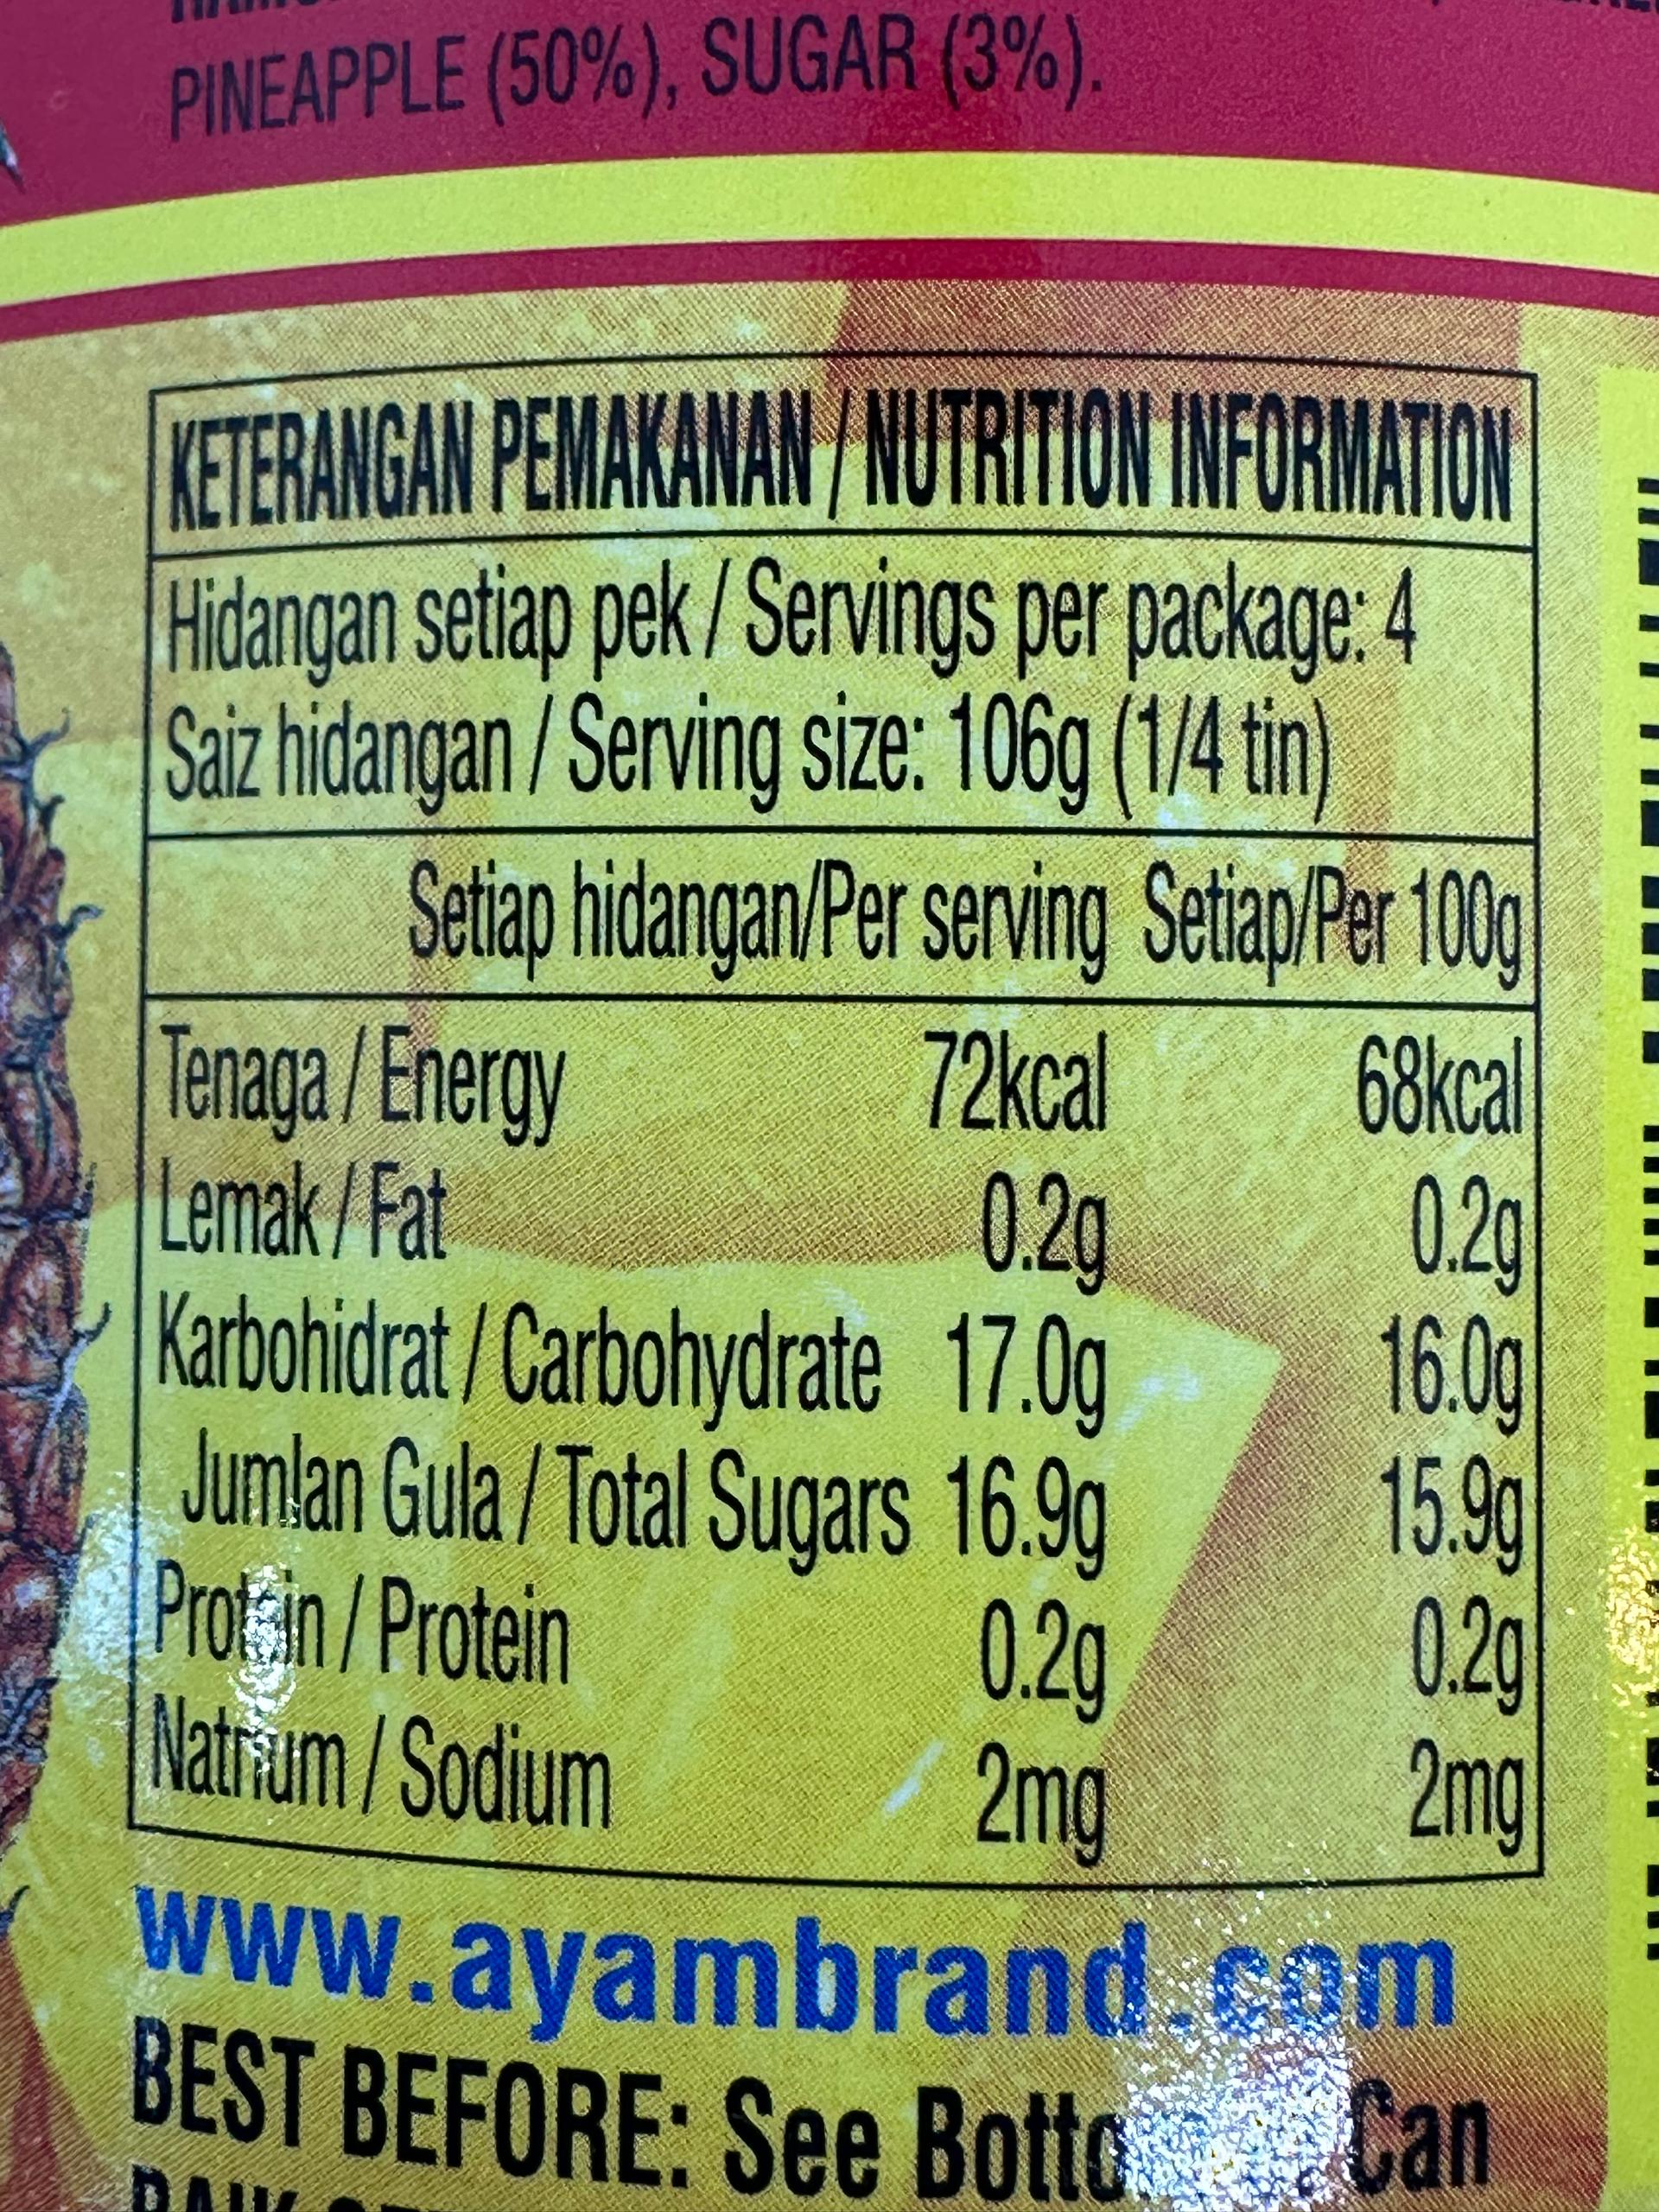 PINEAPPLE (50%), SUGAR (3%).
KETERANGAN PEMAKANAN / NUTRITION INFORMATION
Hidangan setiap pek / Servings per package: 4
Saiz hidangan / Serving size: 106g (1/4 tin)
Setiap hidangan/Per serving Setiap/Per 100g
Tenaga / Energy 72kcal 68kcal
Lemak / Fat 0.2g 0.2g
Karbohidrat / Carbohydrate 17.0g 16.0g
Jumlan Gula / Total Sugars 16.9g 15.9g
Protein / Protein 0.2g 0.2g
Natrium / Sodium 2mg 2mg
www.ayambrand.com
BEST BEFORE: See Can